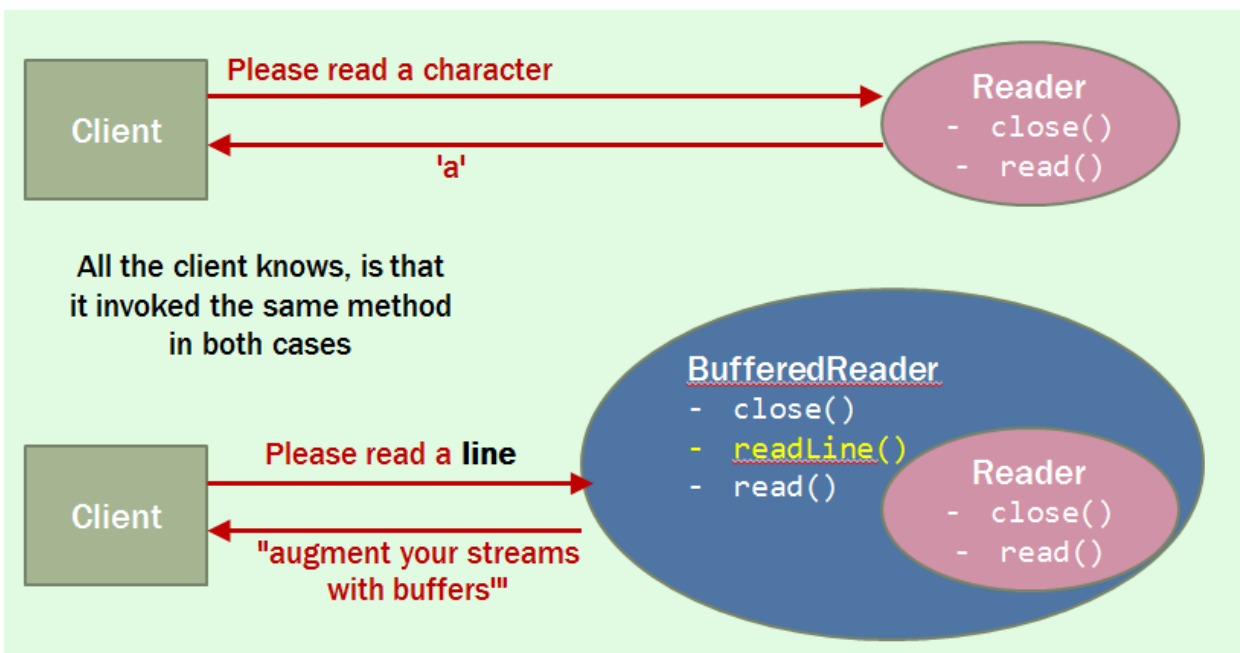 Please read a character
Client
'a'
Reader
- close()
- read()
All the client knows, is that
it invoked the same method
in both cases
Please read a line
Client
"augment your streams
with buffers'"
BufferedReader
- close()
- readLine()
- read()
Reader
- close()
- read()